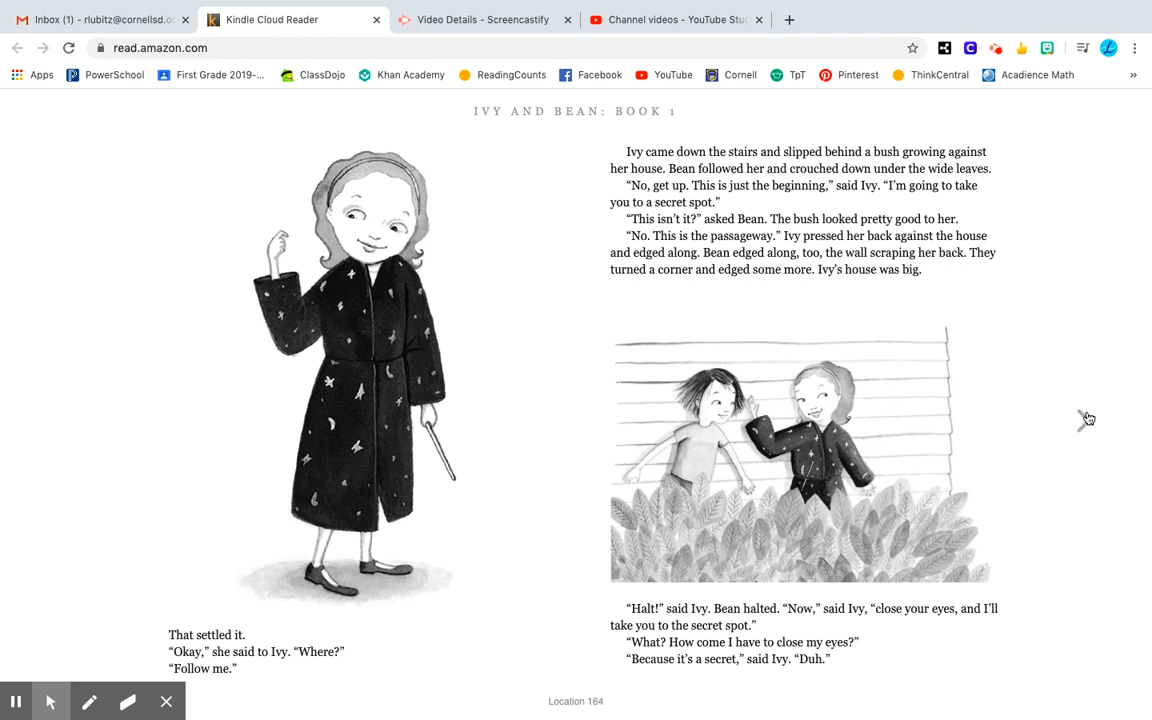 Inbox (1) - rlubitz@cornellsd.o
Kindle Cloud Reader
Video Details - Screencastify
Channel videos - YouTube Stu
read.amazon.com
Apps
PowerSchool
First Grade 2019-...
ClassDojo
Khan Academy
ReadingCounts
Facebook
YouTube
Cornell
TpT
Pinterest
ThinkCentral
Acadience Math
»
IVY AND BEAN: BOOK 1
That settled it.
“Okay,” she said to Ivy. “Where?”
“Follow me.”
Ivy came down the stairs and slipped behind a bush growing against
her house. Bean followed her and crouched down under the wide leaves.
“No, get up. This is just the beginning,” said Ivy. “I’m going to take
you to a secret spot.”
“This isn’t it?” asked Bean. The bush looked pretty good to her.
“No. This is the passageway.” Ivy pressed her back against the house
and edged along. Bean edged along, too, the wall scraping her back. They
turned a corner and edged some more. Ivy’s house was big.
“Halt!” said Ivy. Bean halted. “Now,” said Ivy, “close your eyes, and I’ll
take you to the secret spot.”
“What? How come I have to close my eyes?”
“Because it’s a secret,” said Ivy. “Duh.”
Location 164